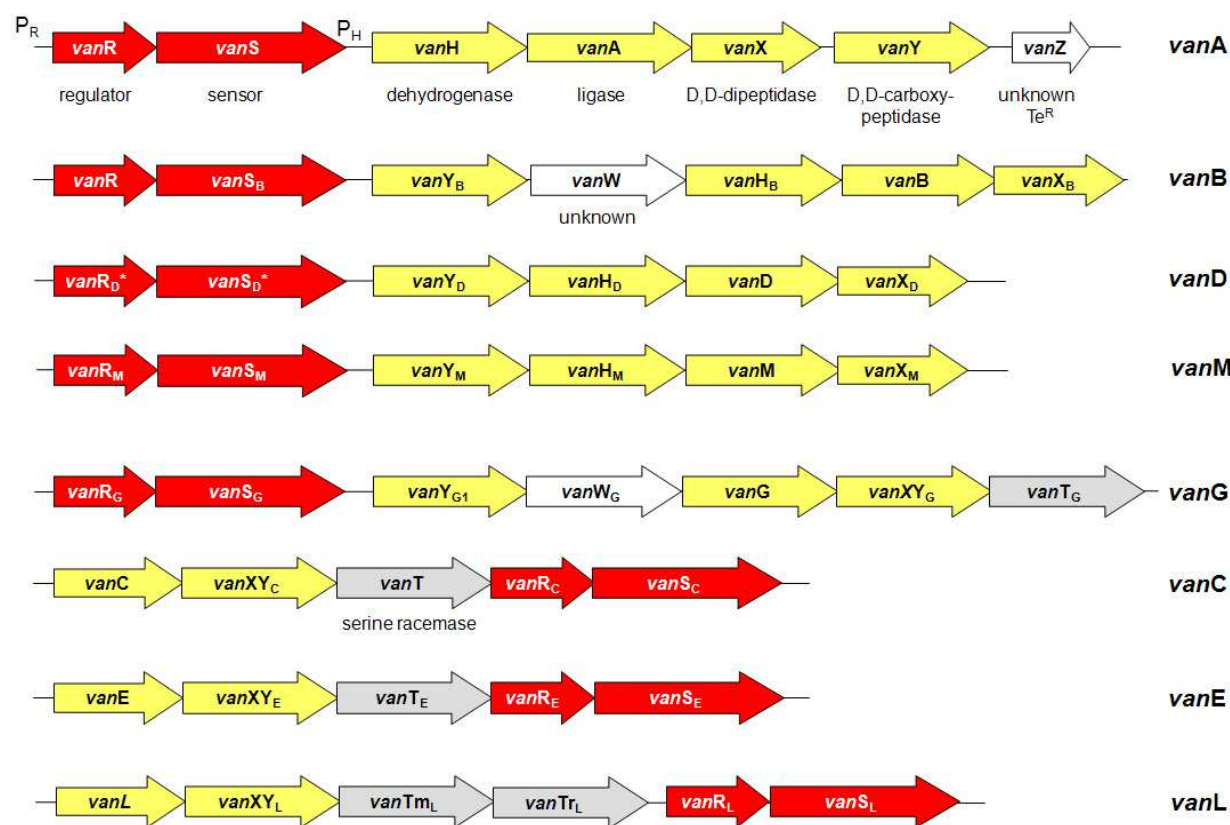 P_R P_H
vanR vanS vanH vanA vanX vanY vanZ vanA
regulator sensor dehydrogenase ligase D,D-dipeptidase D,D-carboxy- unknown
peptidase Te^R
vanR vanS_B vanY_B vanW vanH_B vanB vanX_B vanB
unknown
vanR_D* vanS_D* vanY_D vanH_D vanD vanX_D vanD
vanR_M vanS_M vanY_M vanH_M vanM vanX_M vanM
vanR_G vanS_G vanY_G1 vanW_G vanG vanXY_G vanT_G vanG
vanC vanXY_C vanT vanR_C vanS_C vanC
serine racemase
vanE vanXY_E vanT_E vanR_E vanS_E vanE
vanL vanXY_L vanTm_L vanTr_L vanR_L vanS_L vanL